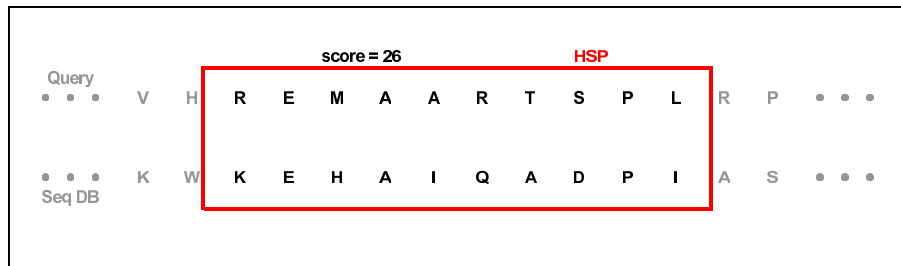 score = 26 HSP
Query
• • • V H R E M A A R T S P L R P • • •
• • • K W K E H A I Q A D P I A S • • •
Seq DB